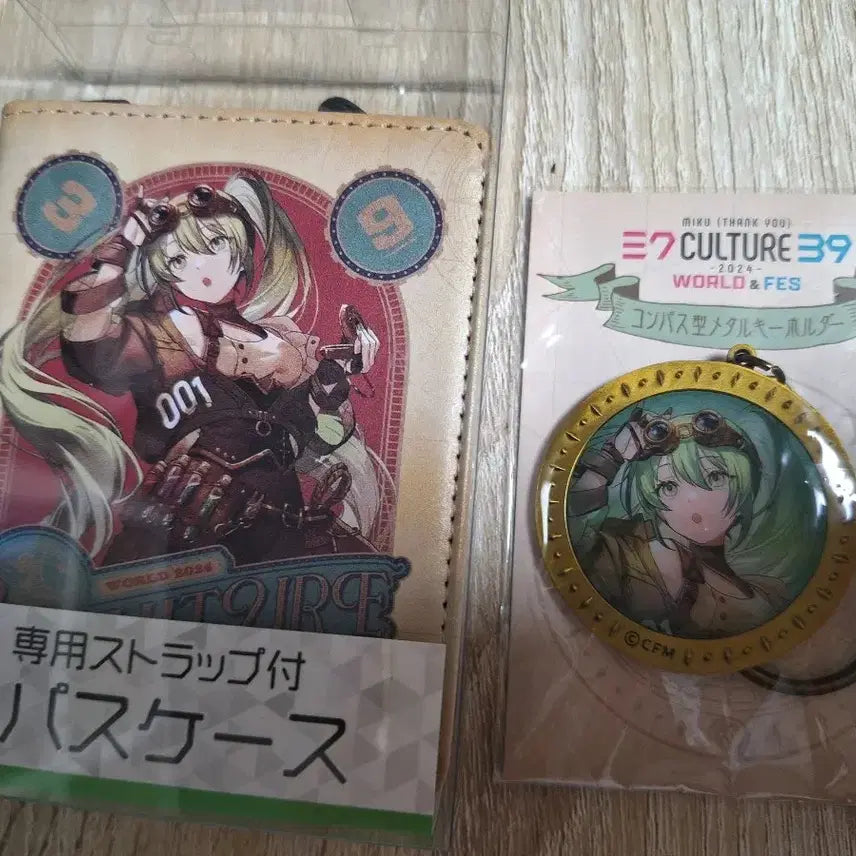 3
9
001
WORLD 2024
専用ストラップ付
パスケース
MIKU (THANK YOU)
ミク CULTURE 39
-2024-
WORLD & FES
コンパス型メタルキーホルダー
©CFM